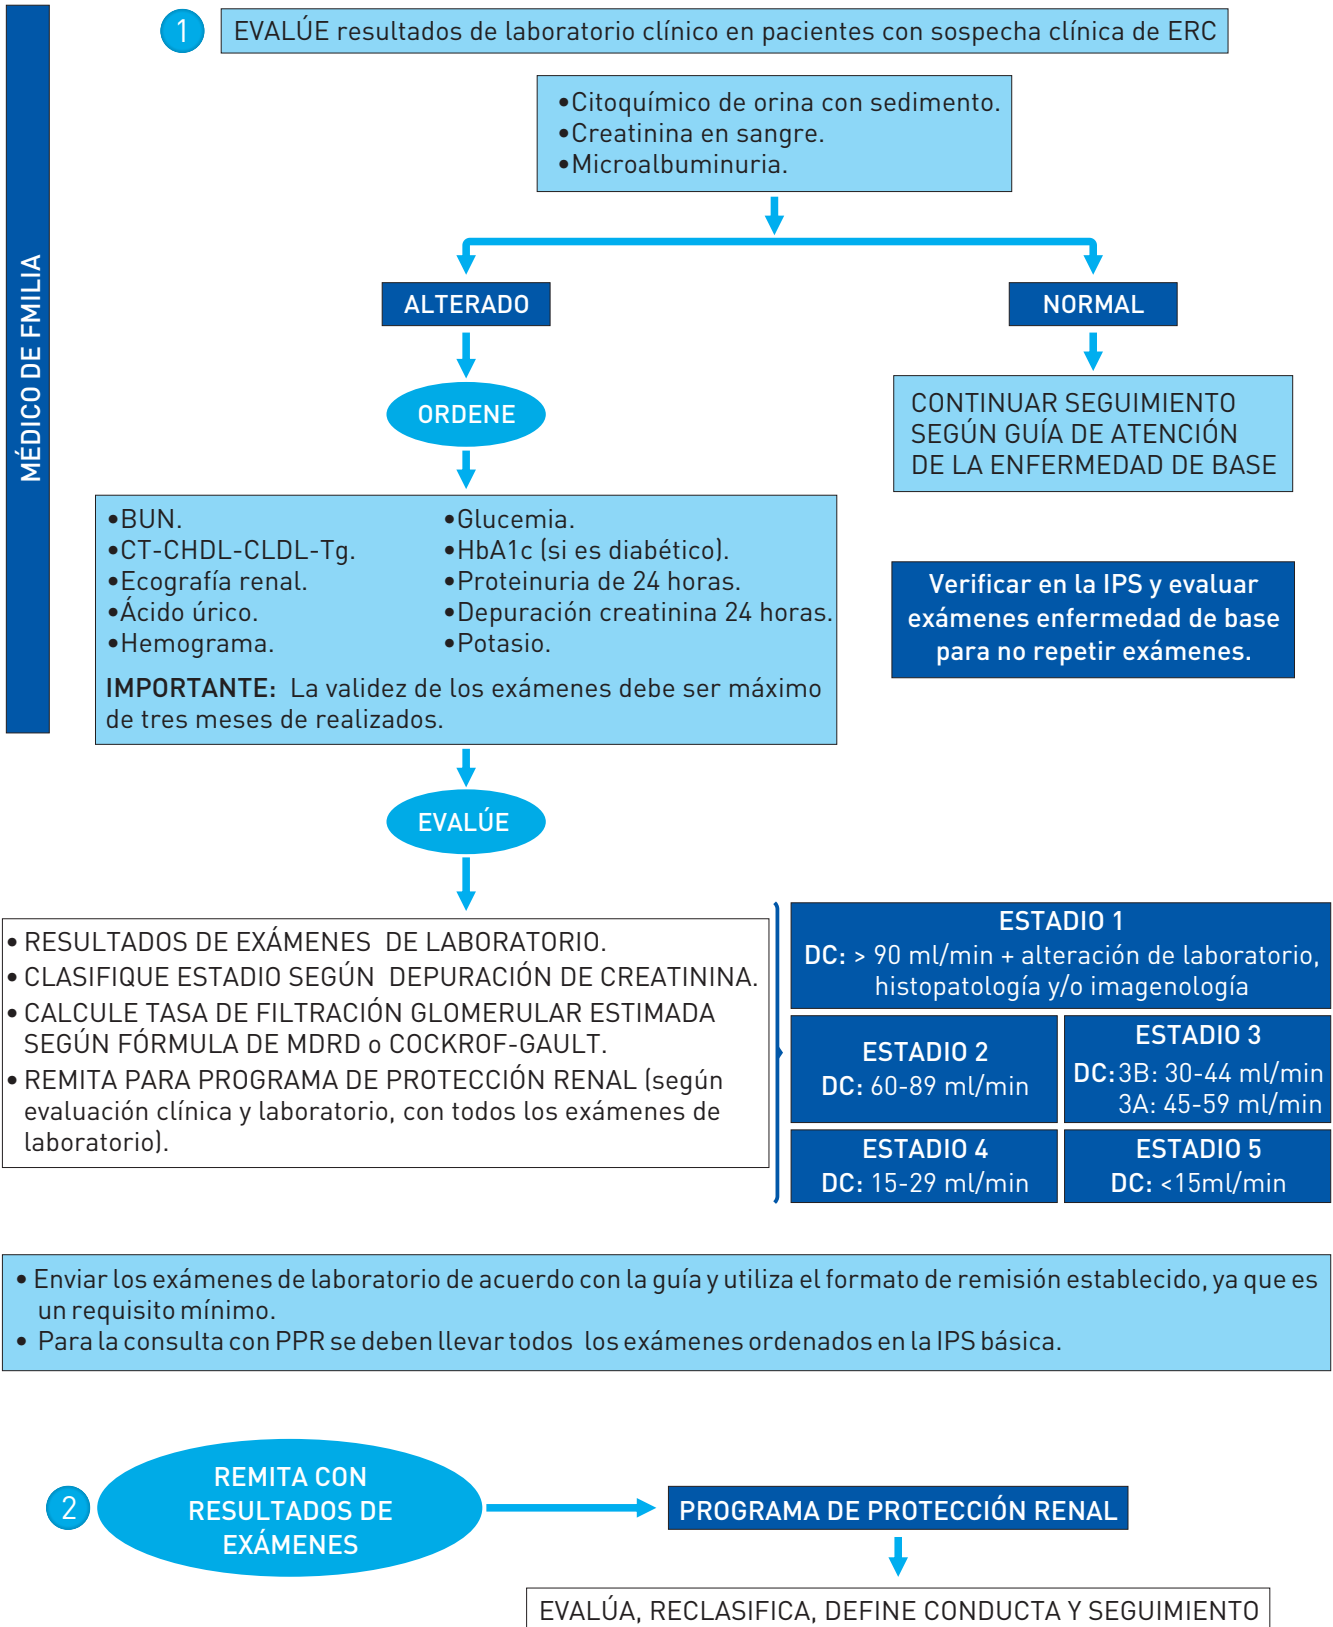 MÉDICO DE FMILIA
1
EVALÚE resultados de laboratorio clínico en pacientes con sospecha clínica de ERC
•Citoquímico de orina con sedimento.
•Creatinina en sangre.
•Microalbuminuria.
ALTERADO
NORMAL
ORDENE
CONTINUAR SEGUIMIENTO
SEGÚN GUÍA DE ATENCIÓN
DE LA ENFERMEDAD DE BASE
•BUN.
•CT-CHDL-CLDL-Tg.
•Ecografía renal.
•Ácido úrico.
•Hemograma.
•Glucemia.
•HbA1c (si es diabético).
•Proteinuria de 24 horas.
•Depuración creatinina 24 horas.
•Potasio.
IMPORTANTE: La validez de los exámenes debe ser máximo
de tres meses de realizados.
Verificar en la IPS y evaluar
exámenes enfermedad de base
para no repetir exámenes.
EVALÚE
• RESULTADOS DE EXÁMENES DE LABORATORIO.
• CLASIFIQUE ESTADIO SEGÚN DEPURACIÓN DE CREATININA.
• CALCULE TASA DE FILTRACIÓN GLOMERULAR ESTIMADA
SEGÚN FÓRMULA DE MDRD o COCKROF-GAULT.
• REMITA PARA PROGRAMA DE PROTECCIÓN RENAL (según
evaluación clínica y laboratorio, con todos los exámenes de
laboratorio).
ESTADIO 1
DC: > 90 ml/min + alteración de laboratorio,
histopatología y/o imagenología
ESTADIO 2
DC: 60-89 ml/min
ESTADIO 3
DC: 3B: 30-44 ml/min
3A: 45-59 ml/min
ESTADIO 4
DC: 15-29 ml/min
ESTADIO 5
DC: <15ml/min
• Enviar los exámenes de laboratorio de acuerdo con la guía y utiliza el formato de remisión establecido, ya que es
un requisito mínimo.
• Para la consulta con PPR se deben llevar todos los exámenes ordenados en la IPS básica.
2
REMITA CON
RESULTADOS DE
EXÁMENES
PROGRAMA DE PROTECCIÓN RENAL
EVALÚA, RECLASIFICA, DEFINE CONDUCTA Y SEGUIMIENTO